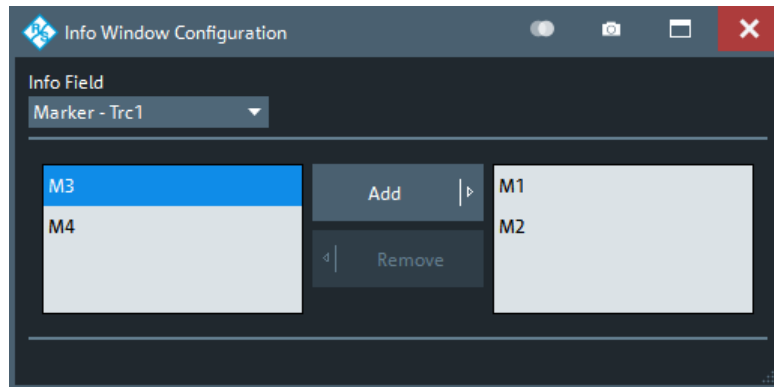 R&S Info Window Configuration
Info Field
Marker - Trc1
M3
M4
Add
Remove
M1
M2